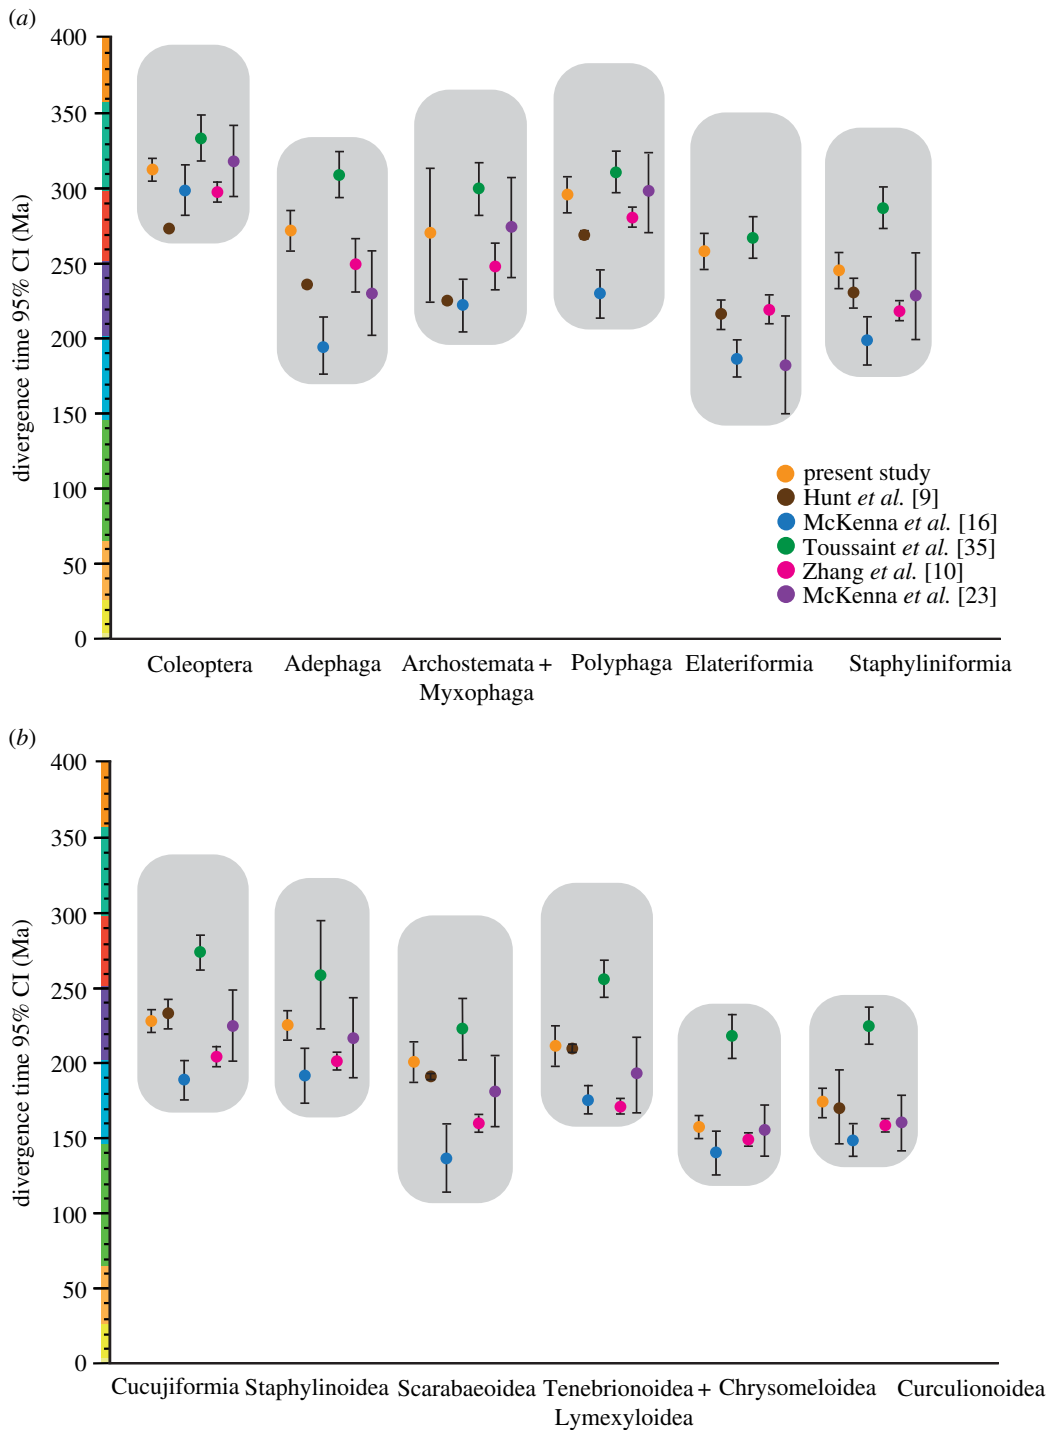 (a)
400
350
300
250
200
150
100
50
0
divergence time 95% CI (Ma)
present study
Hunt et al. [9]
McKenna et al. [16]
Toussaint et al. [35]
Zhang et al. [10]
McKenna et al. [23]
Coleoptera Adephaga Archostemata + Polyphaga Elateriformia Staphyliniformia
Myxophaga
(b)
400
350
300
250
200
150
100
50
0
divergence time 95% CI (Ma)
Cucujiformia Staphylinoidea Scarabaeoidea Tenebrionoidea + Chrysomeloidea Curculionoidea
Lymexyloidea